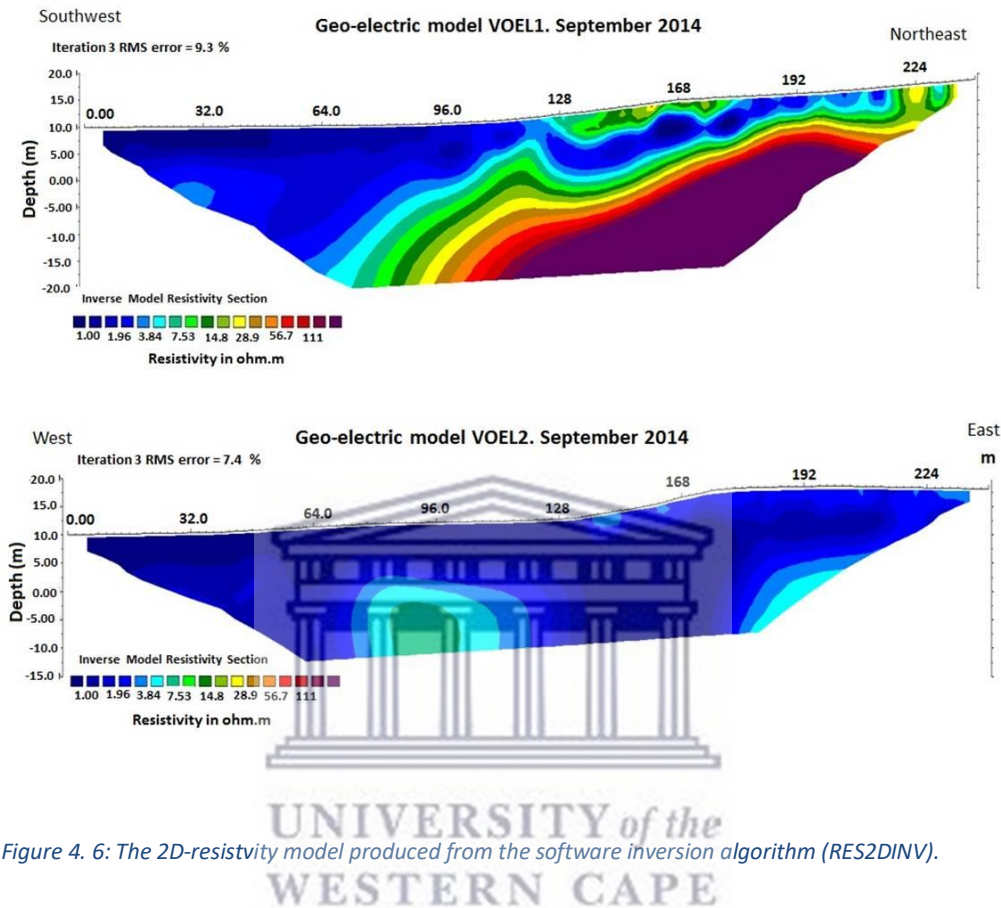 Southwest
Geo-electric model VOEL1. September 2014
Northeast
Iteration 3 RMS error = 9.3 %
20.0
15.0
10.0
5.00
0.00
-5.00
-10.0
-15.0
-20.0
Depth (m)
0.00 32.0 64.0 96.0 128 168 192 224
Inverse Model Resistivity Section
1.00 1.96 3.84 7.53 14.8 28.9 56.7 111
Resistivity in ohm.m
West
Geo-electric model VOEL2. September 2014
East
m
Iteration 3 RMS error = 7.4 %
20.0
15.0
10.0
5.00
0.00
-5.00
-10.0
-15.0
Depth (m)
0.00 32.0 64.0 96.0 128 168 192 224
Inverse Model Resistivity Section
1.00 1.96 3.84 7.53 14.8 28.9 56.7 111
Resistivity in ohm.m
UNIVERSITY of the
Figure 4. 6: The 2D-resistvity model produced from the software inversion algorithm (RES2DINV).
WESTERN CAPE